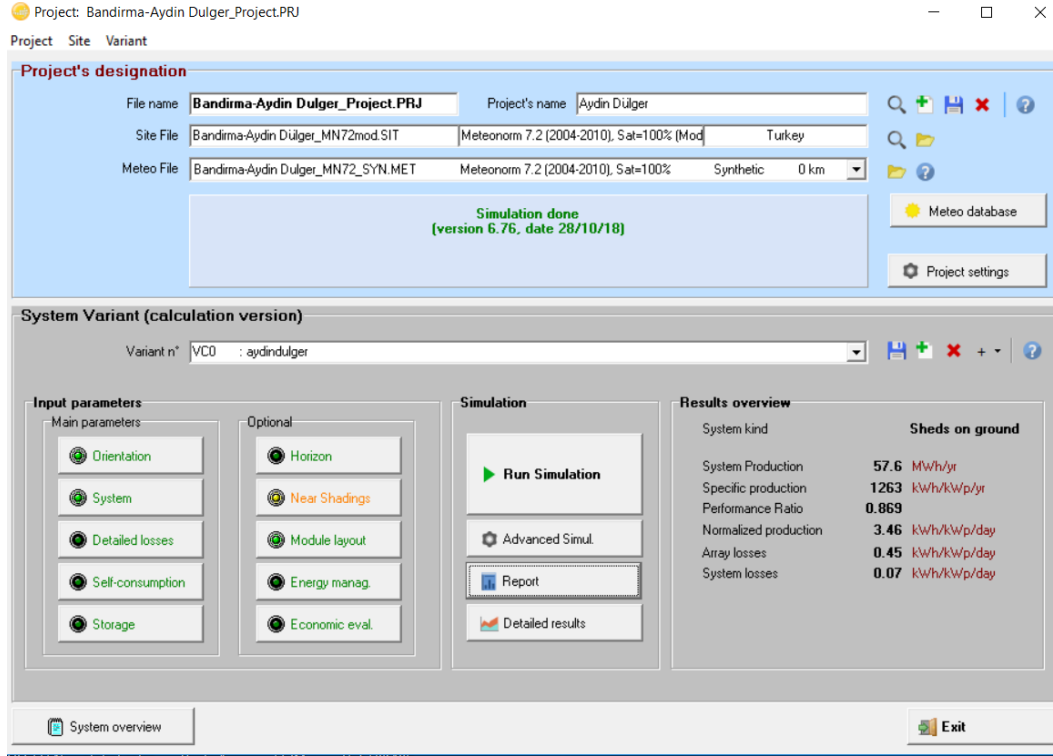 Project: Bandirma-Aydin Dulger_Project.PRJ
Project Site Variant
Project's designation
File name Bandirma-Aydin Dulger_Project.PRJ Project's name Aydin Dülger
Site File Bandirma-Aydin Dülger_MN72mod.SIT Meteonorm 7.2 (2004-2010), Sat=100% (Mod Turkey
Meteo File Bandirma-Aydin Dulger_MN72_SYN.MET Meteonorm 7.2 (2004-2010), Sat=100% Synthetic 0 km
Simulation done
(version 6.76, date 28/10/18)
Meteo database
Project settings
System Variant (calculation version)
Variant n° VC0 : aydindulger
Input parameters
Main parameters
Orientation
System
Detailed losses
Self-consumption
Storage
Optional
Horizon
Near Shadings
Module layout
Energy manag.
Economic eval.
Simulation
Run Simulation
Advanced Simul.
Report
Detailed results
Results overview
System kind Sheds on ground
System Production 57.6 MWh/yr
Specific production 1263 kWh/kWp/yr
Performance Ratio 0.869
Normalized production 3.46 kWh/kWp/day
Array losses 0.45 kWh/kWp/day
System losses 0.07 kWh/kWp/day
System overview
Exit